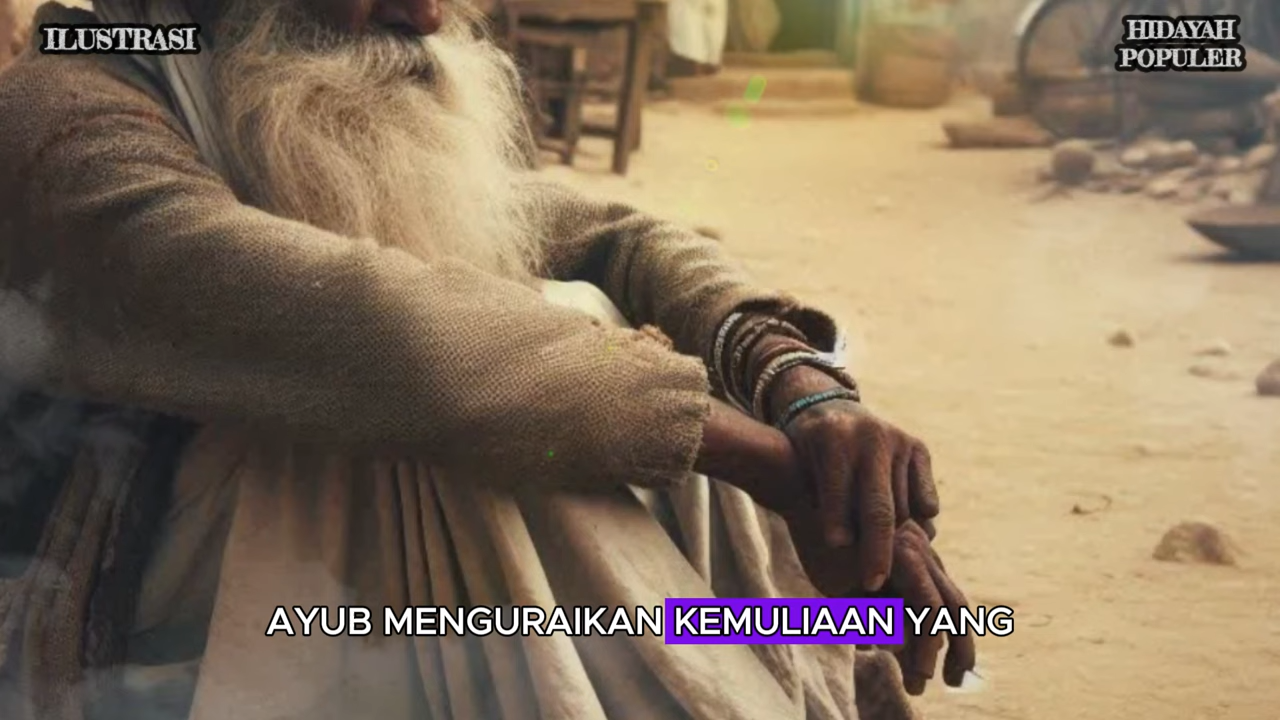 ILUSTRASI
HIDAYAH
POPULER
AYUB MENGURAIKAN KEMULIAAN YANG